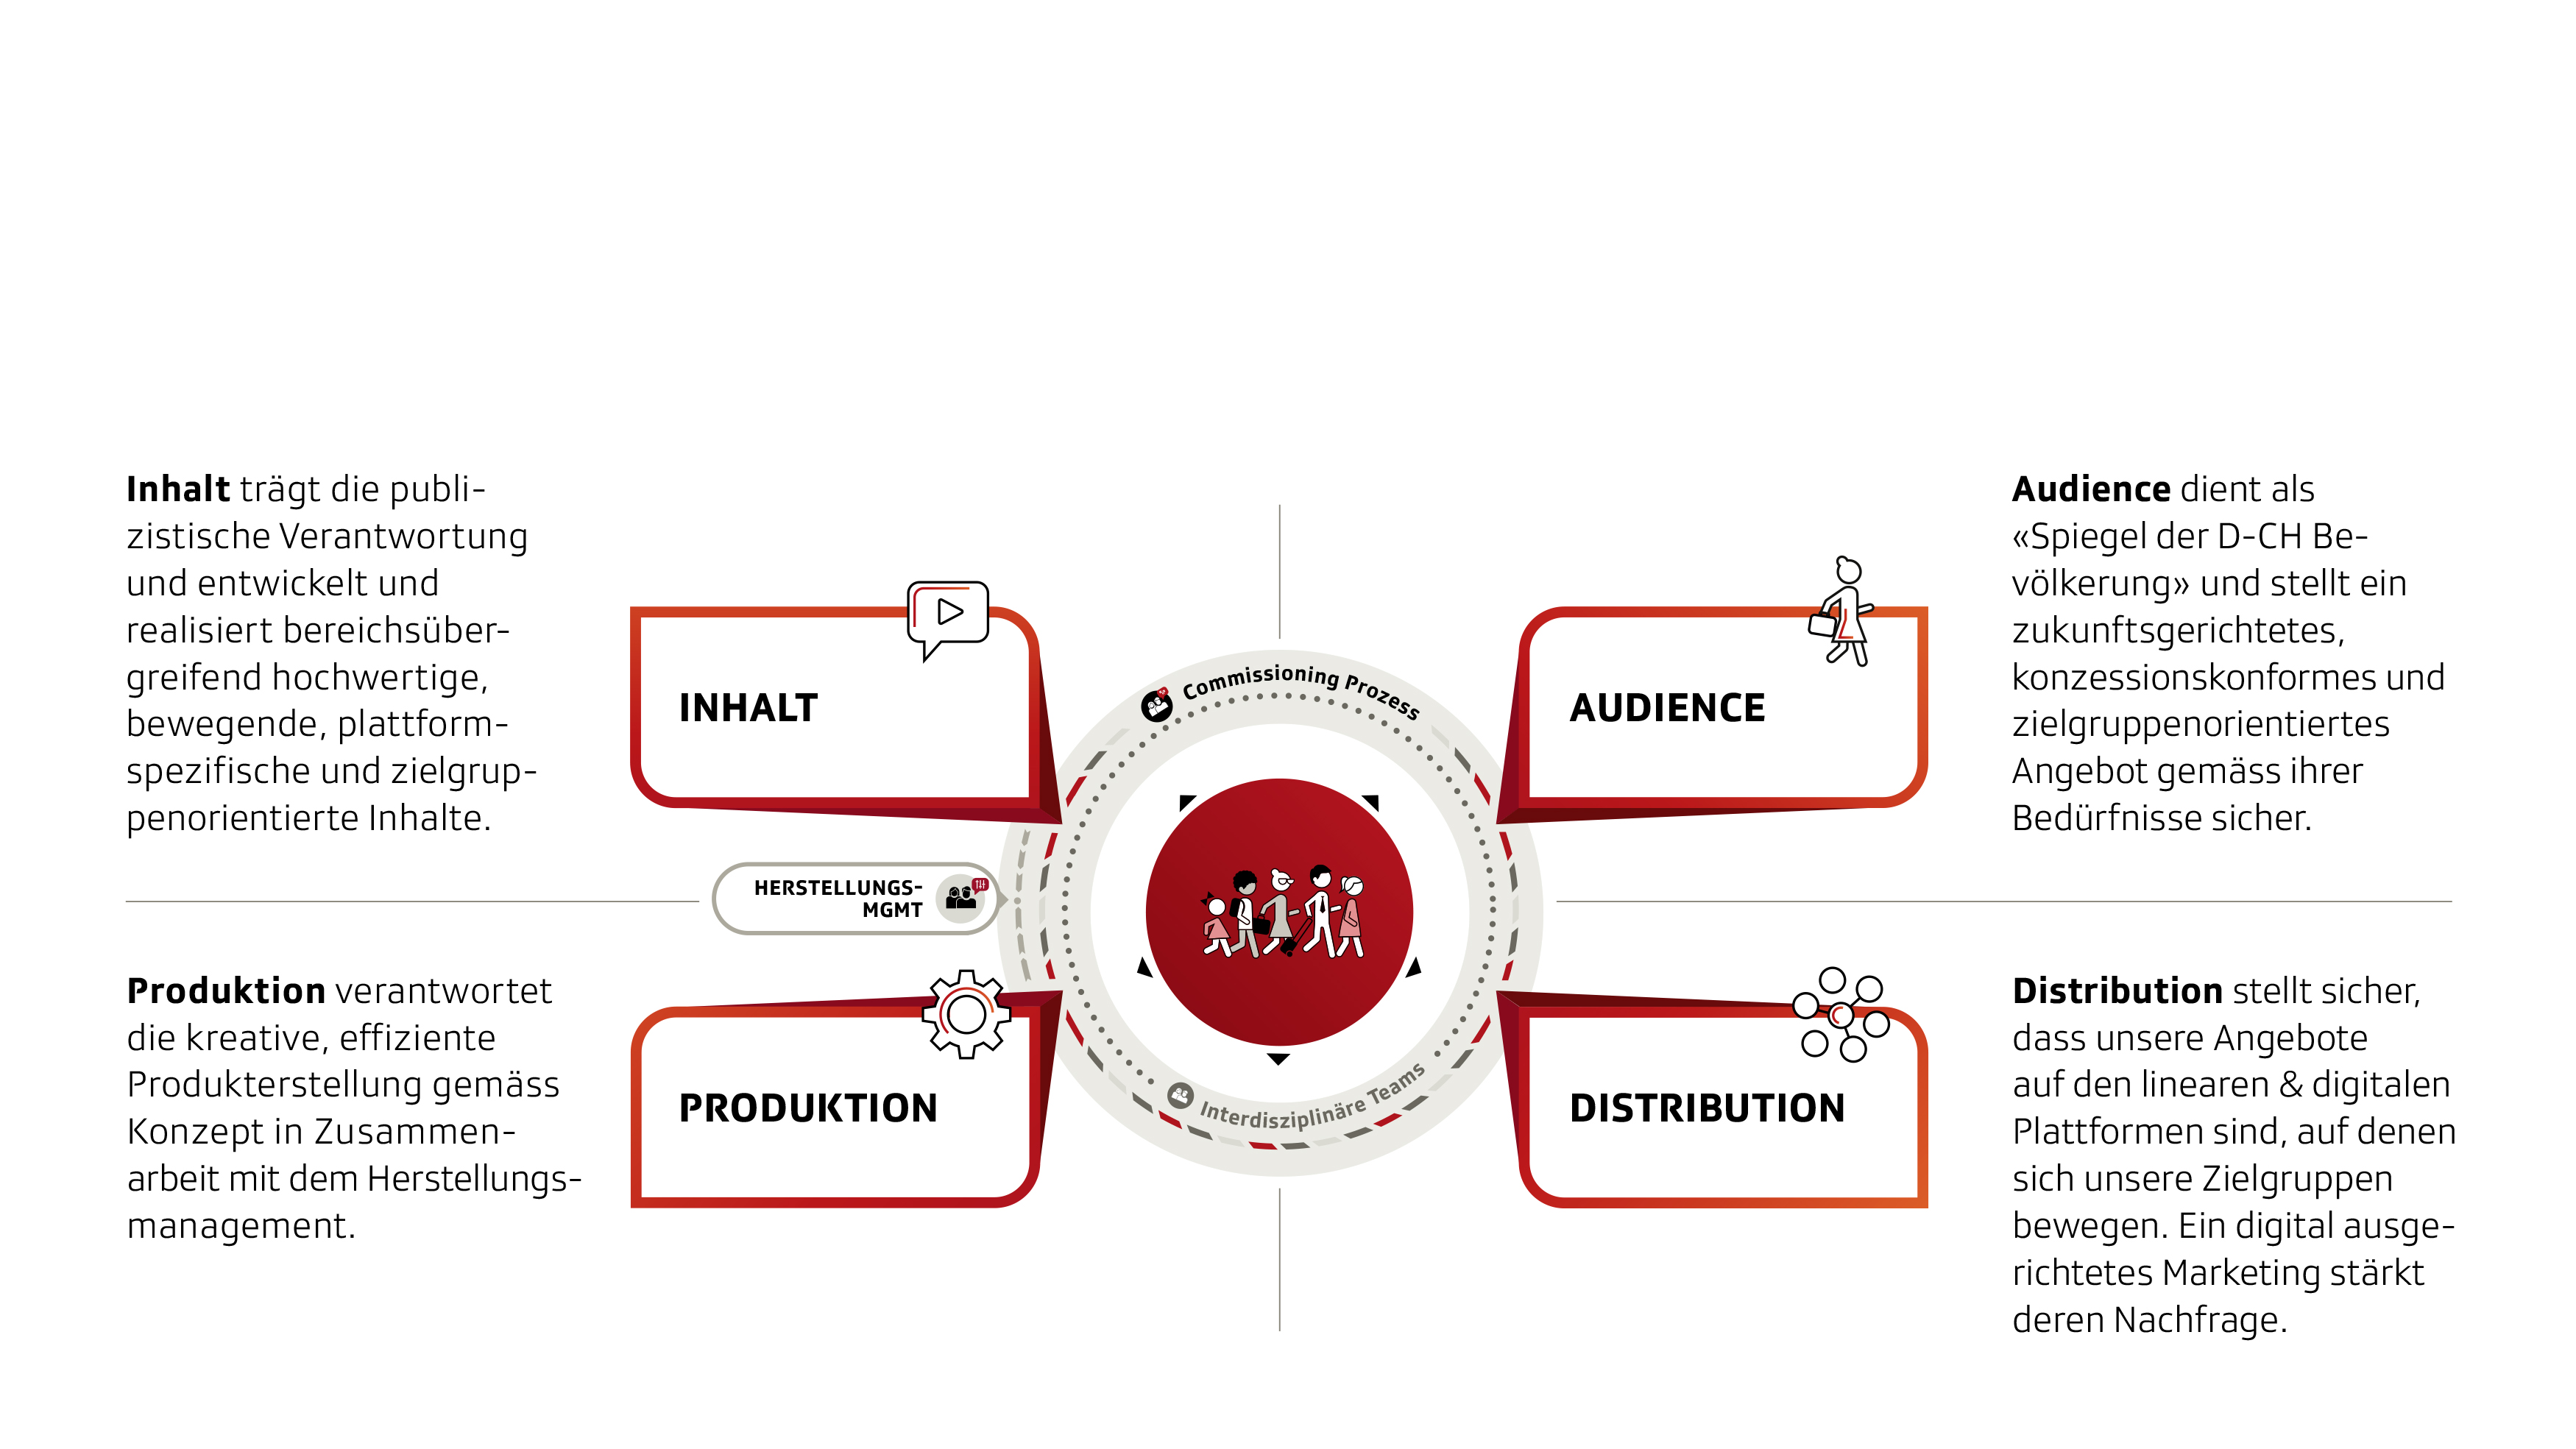 Inhalt trägt die publi-
zistische Verantwortung
und entwickelt und
realisiert bereichsüber-
greifend hochwertige,
bewegende, plattform-
spezifische und zielgrup-
penorientierte Inhalte.
INHALT
Commissioning Prozess
AUDIENCE
Audience dient als
«Spiegel der D-CH Be-
völkerung» und stellt ein
zukunftsgerichtetes,
konzessionskonformes und
zielgruppenorientiertes
Angebot gemäss ihrer
Bedürfnisse sicher.
HERSTELLUNGS-
MGMT
Produktion verantwortet
die kreative, effiziente
Produkterstellung gemäss
Konzept in Zusammen-
arbeit mit dem Herstellungs-
management.
PRODUKTION
Interdisziplinäre Teams
DISTRIBUTION
Distribution stellt sicher,
dass unsere Angebote
auf den linearen & digitalen
Plattformen sind, auf denen
sich unsere Zielgruppen
bewegen. Ein digital ausge-
richtetes Marketing stärkt
deren Nachfrage.